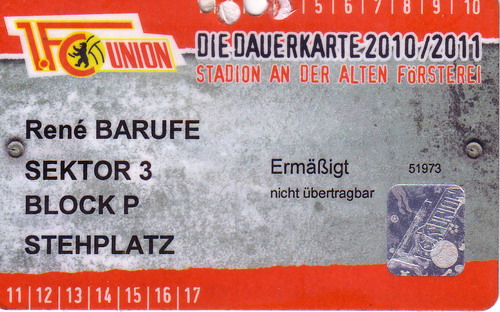 5 6 7 8 9 10
1.FC UNION
DIE DAUERKARTE 2010/2011
STADION AN DER ALTEN FÖRSTEREI
René BARUFE
SEKTOR 3
Ermäßigt 51973
BLOCK P
nicht übertragbar
STEHPLATZ
11 | 12 | 13 | 14 | 15 | 16 | 17